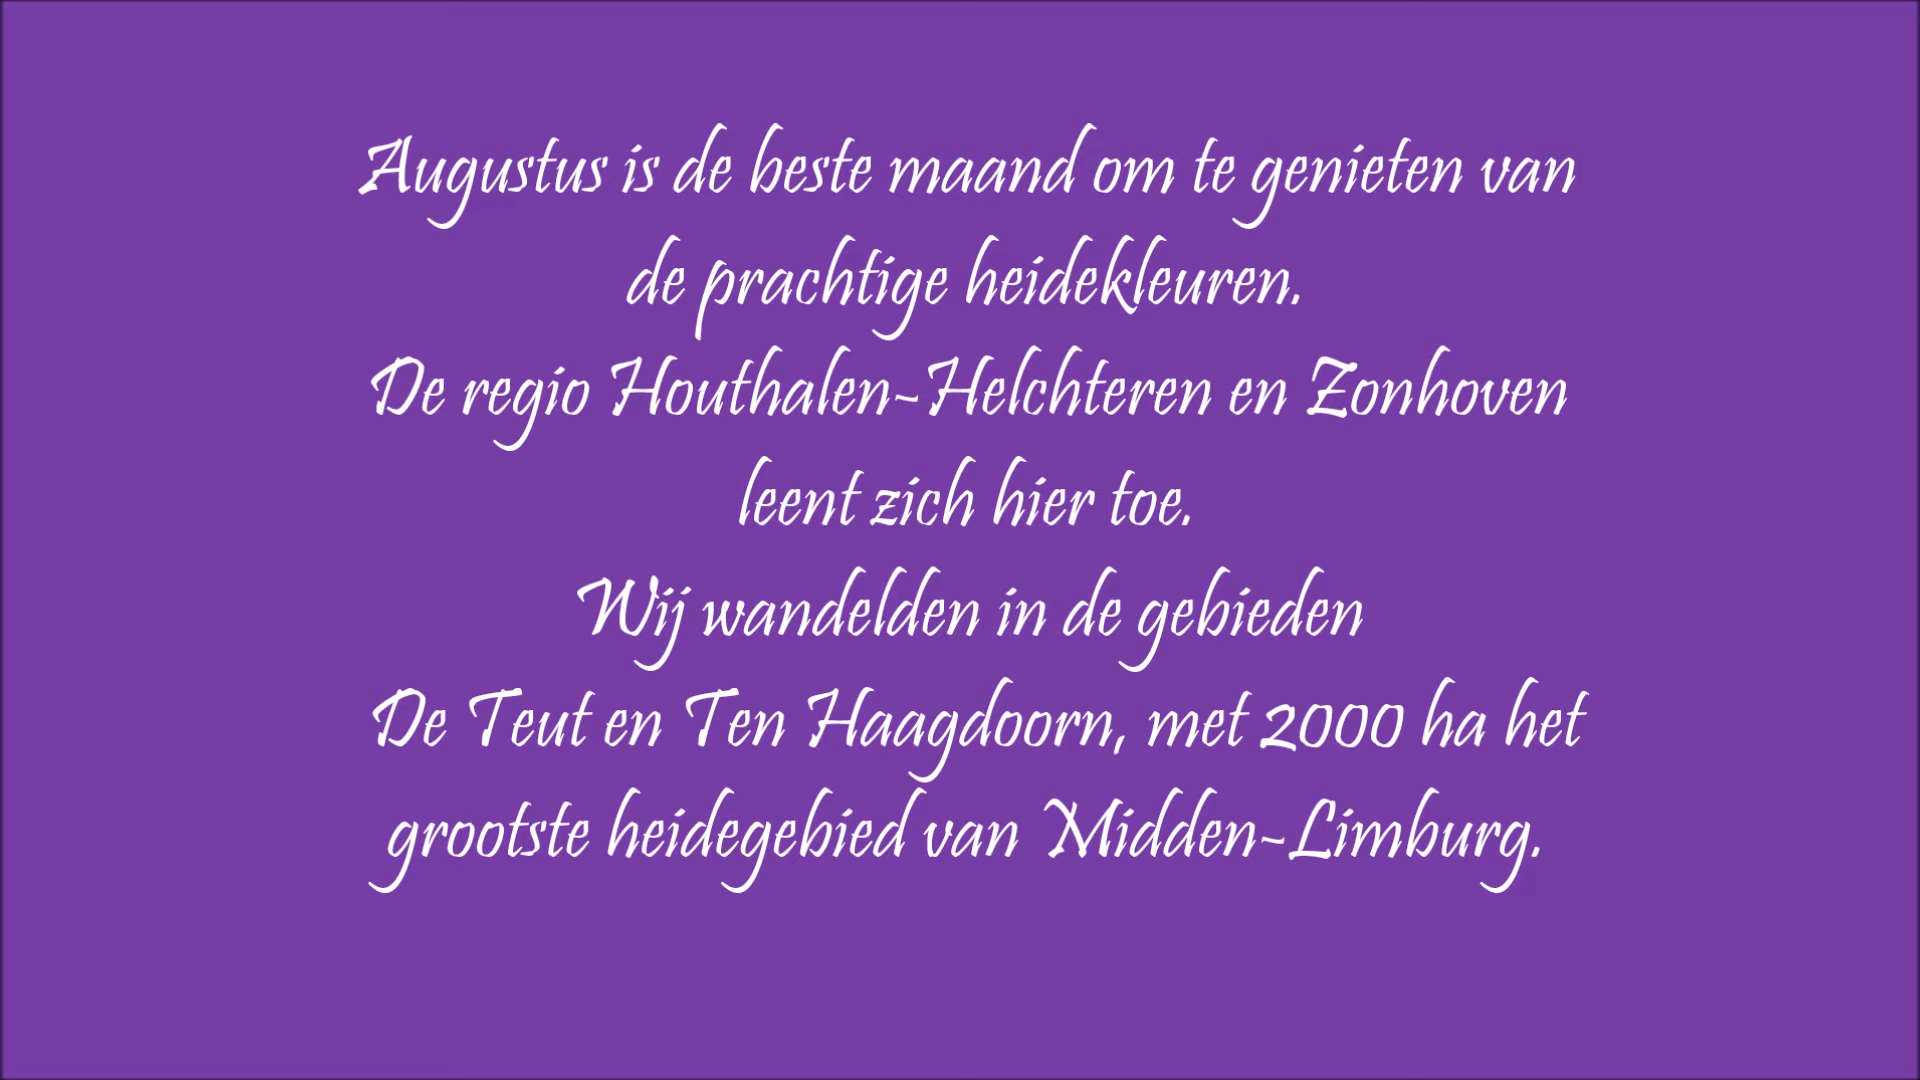 Augustus is de beste maand om te genieten van
de prachtige heidekleuren.
De regio Houthalen-Helchteren en Zonhoven
leent zich hier toe.
Wij wandelden in de gebieden
De Teut en Ten Haagdoorn, met 2000 ha het
grootste heidegebied van Midden-Limburg.